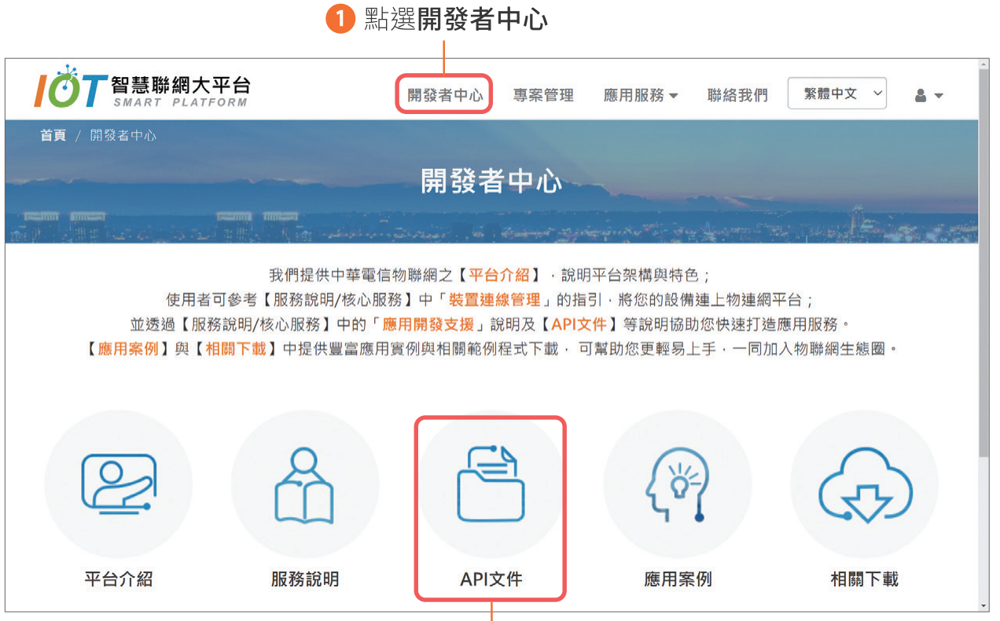 1 點選開發者中心
IOT 智慧聯網大平台
SMART PLATFORM
開發者中心 專案管理 應用服務 聯絡我們 繁體中文
首頁 / 開發者中心
開發者中心
我們提供中華電信物聯網之【平台介紹】，說明平台架構與特色；
使用者可參考【服務說明/核心服務】中「裝置連線管理」的指引，將您的設備連上物連網平台；
並透過【服務說明/核心服務】中的「應用開發支援」說明及【API文件】等說明協助您快速打造應用服務。
【應用案例】與【相關下載】中提供豐富應用實例與相關範例程式下載， 可幫助您更輕易上手，一同加入物聯網生態圈。
平台介紹 服務說明 API文件 應用案例 相關下載